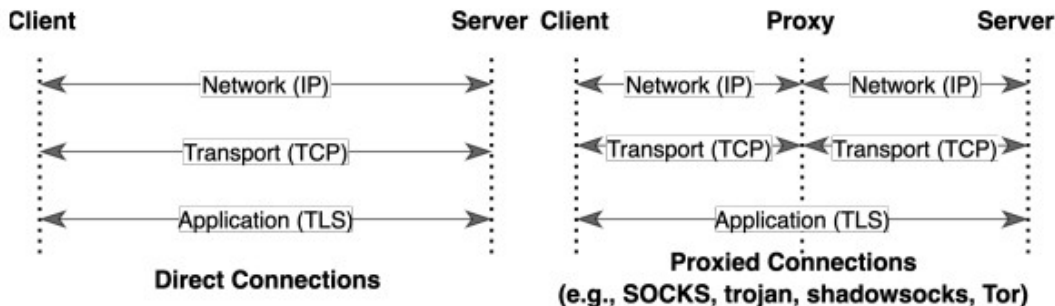 Client Server Client Proxy Server
Network (IP) Network (IP) Network (IP)
Transport (TCP) Transport (TCP) Transport (TCP)
Application (TLS) Application (TLS)
Direct Connections Proxied Connections
(e.g., SOCKS, trojan, shadowsocks, Tor)